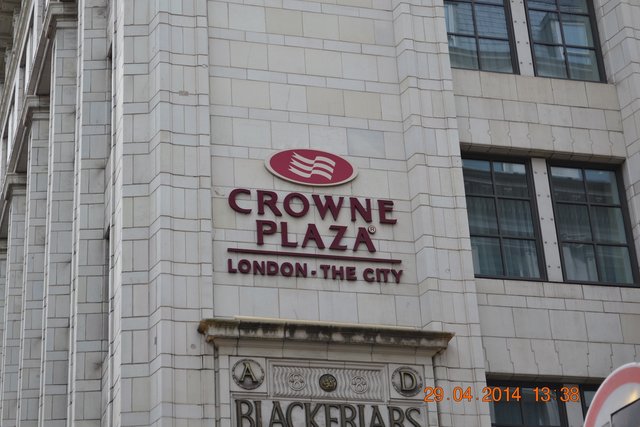 CROWNE
PLAZA®
LONDON - THE CITY
A D
BLACKFRIARS
29.04.2014 13:38